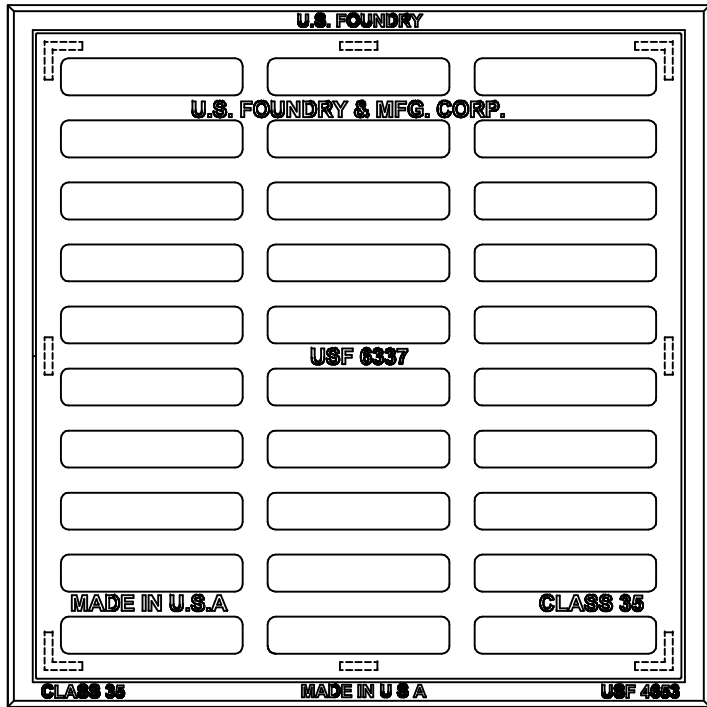 U.S. FOUNDRY
U.S. FOUNDRY & MFG. CORP.
USF 6337
MADE IN U.S.A CLASS 35
CLASS 35 MADE IN U S A USF 4653